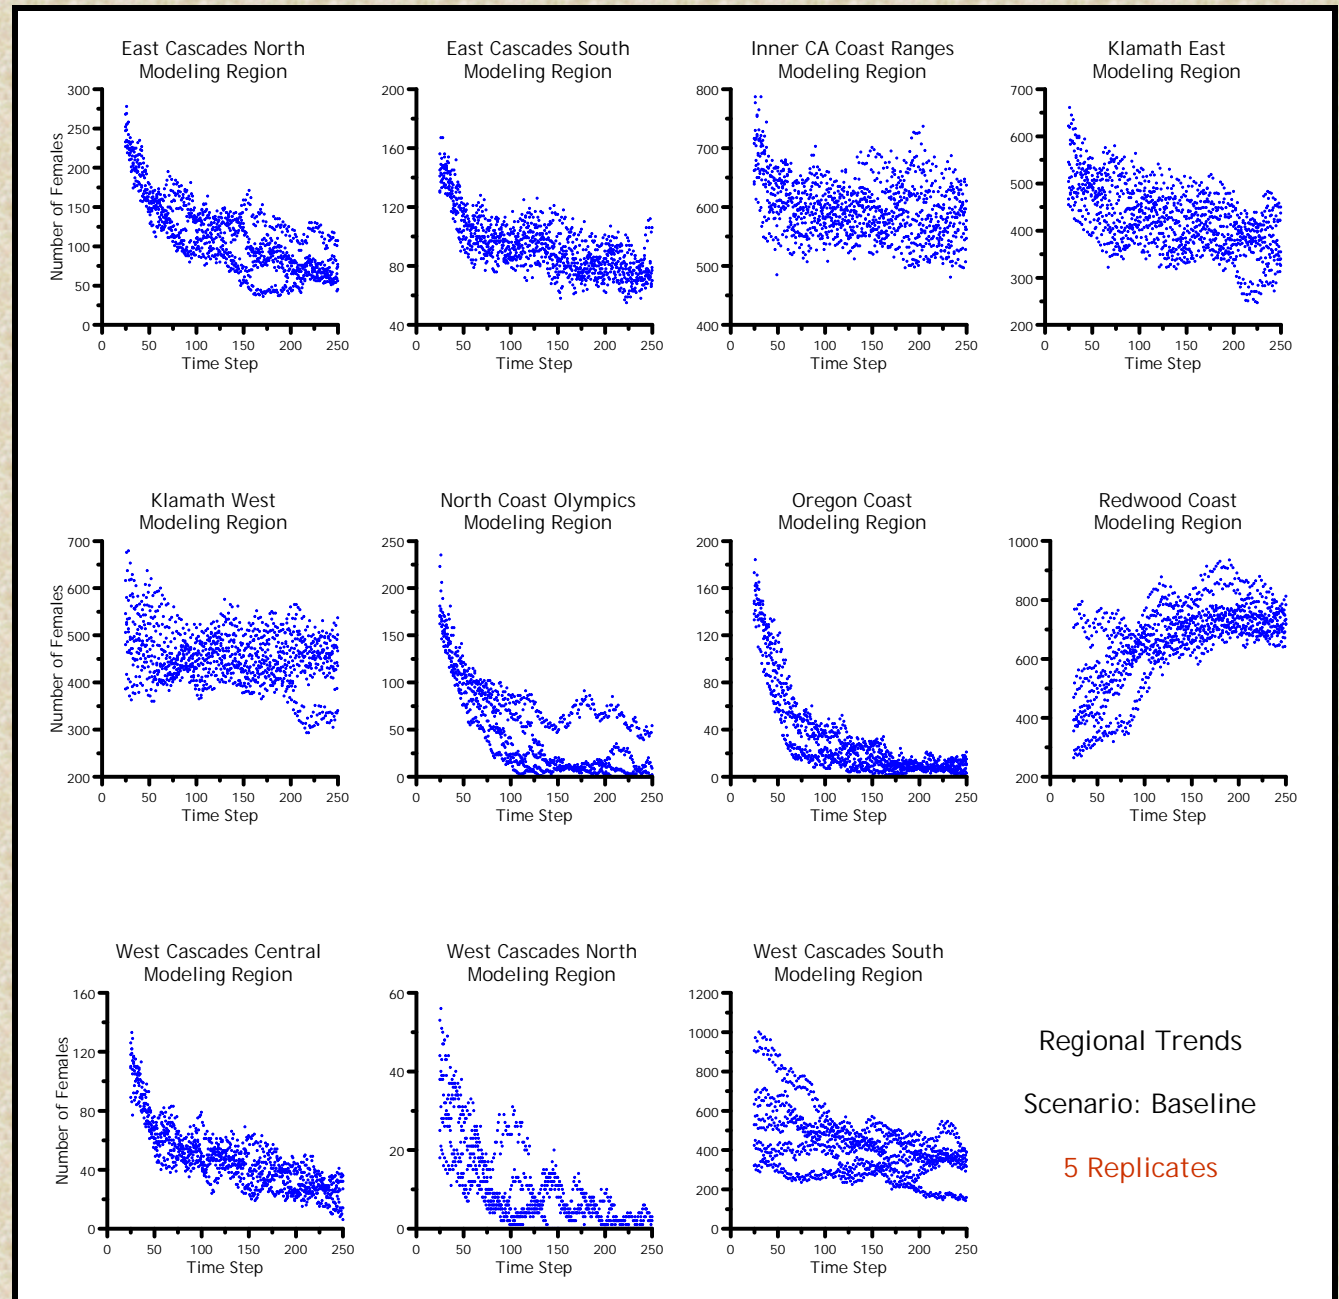 East Cascades North
Modeling Region
300
250
200
150
100
50
0
Number of Females
0 50 100 150 200 250
Time Step
East Cascades South
Modeling Region
200
160
120
80
40
0 50 100 150 200 250
Time Step
Inner CA Coast Ranges
Modeling Region
800
700
600
500
400
0 50 100 150 200 250
Time Step
Klamath East
Modeling Region
700
600
500
400
300
200
0 50 100 150 200 250
Time Step
Klamath West
Modeling Region
700
600
500
400
300
200
Number of Females
0 50 100 150 200 250
Time Step
North Coast Olympics
Modeling Region
250
200
150
100
50
0
0 50 100 150 200 250
Time Step
Oregon Coast
Modeling Region
200
160
120
80
40
0
0 50 100 150 200 250
Time Step
Redwood Coast
Modeling Region
1000
800
600
400
200
0 50 100 150 200 250
Time Step
West Cascades Central
Modeling Region
160
120
80
40
0
Number of Females
0 50 100 150 200 250
Time Step
West Cascades North
Modeling Region
60
40
20
0
0 50 100 150 200 250
Time Step
West Cascades South
Modeling Region
1200
1000
800
600
400
200
0
0 50 100 150 200 250
Time Step
Regional Trends
Scenario: Baseline
5 Replicates